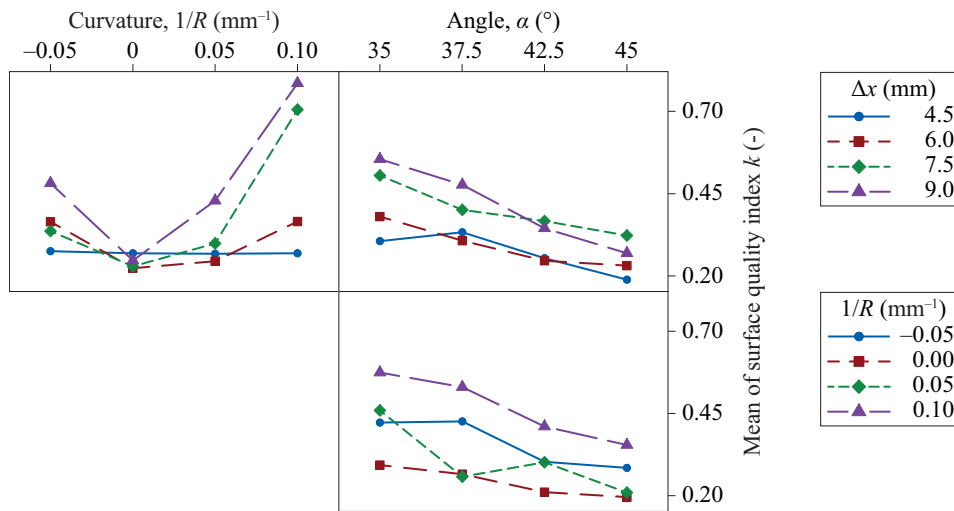 Curvature, 1/R (mm⁻¹)
–0.05 0 0.05 0.10
Angle, α (°)
35 37.5 42.5 45
0.70
0.45
0.20
0.70
0.45
0.20
Mean of surface quality index k (-)
Δx (mm)
4.5
6.0
7.5
9.0
1/R (mm⁻¹)
–0.05
0.00
0.05
0.10